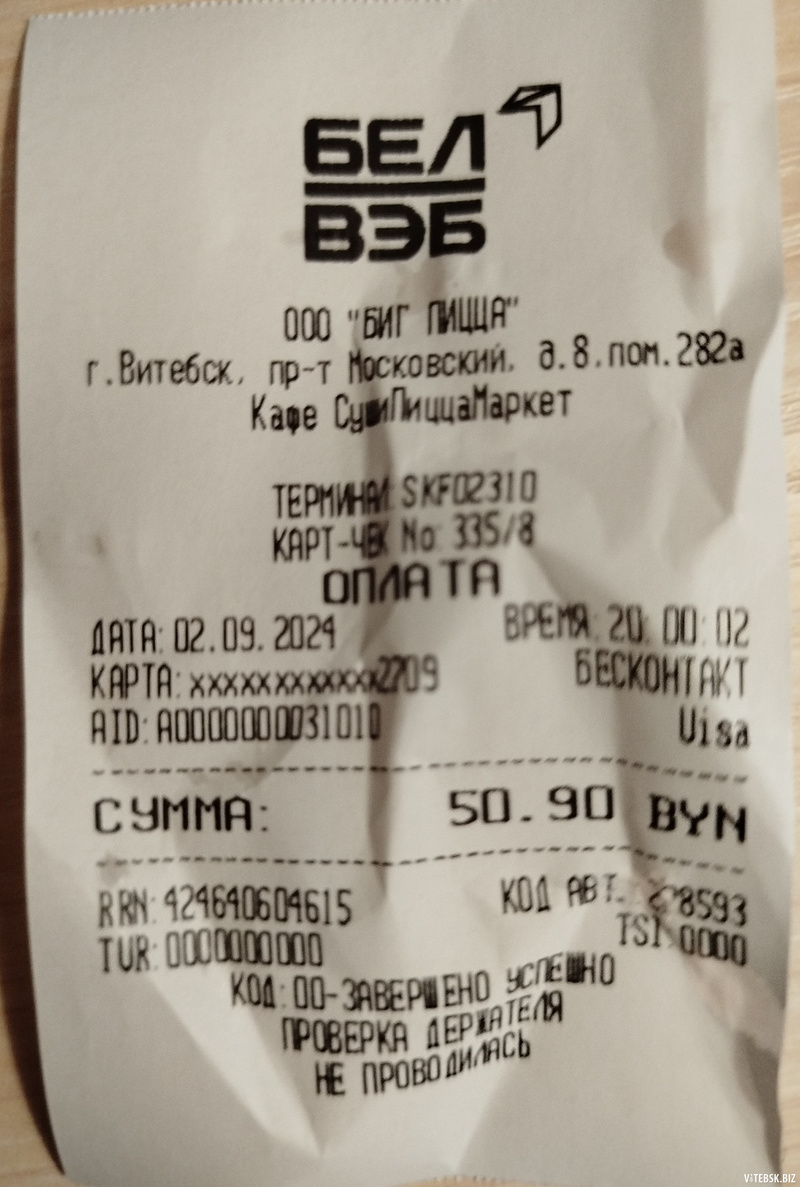 БЕЛ
ВЭБ
ООО "БИГ ПИЦЦА"
г.Витебск, пр-т Московский, д.8.пом.282а
Кафе СушиПиццаМаркет
ТЕРМИНАЛ SKF02310
КАРТ-ЧЕК No 335/8
ОПЛАТА
ДАТА: 02.09.2024 ВРЕМЯ: 20:00:02
КАРТА: xxxxxxxxxxxx2709 БЕСКОНТАКТ
AID: A0000000031010 Visa
СУММА: 50.90 BYN
RRN: 424640604615 КОД АВТ.
TVR: 0000000000 TSI:0000
КОД: 00-ЗАВЕРШЕНО УСПЕШНО
ПРОВЕРКА ДЕРЖАТЕЛЯ
НЕ ПРОВОДИЛАСЬ
VITEBSK.BIZ